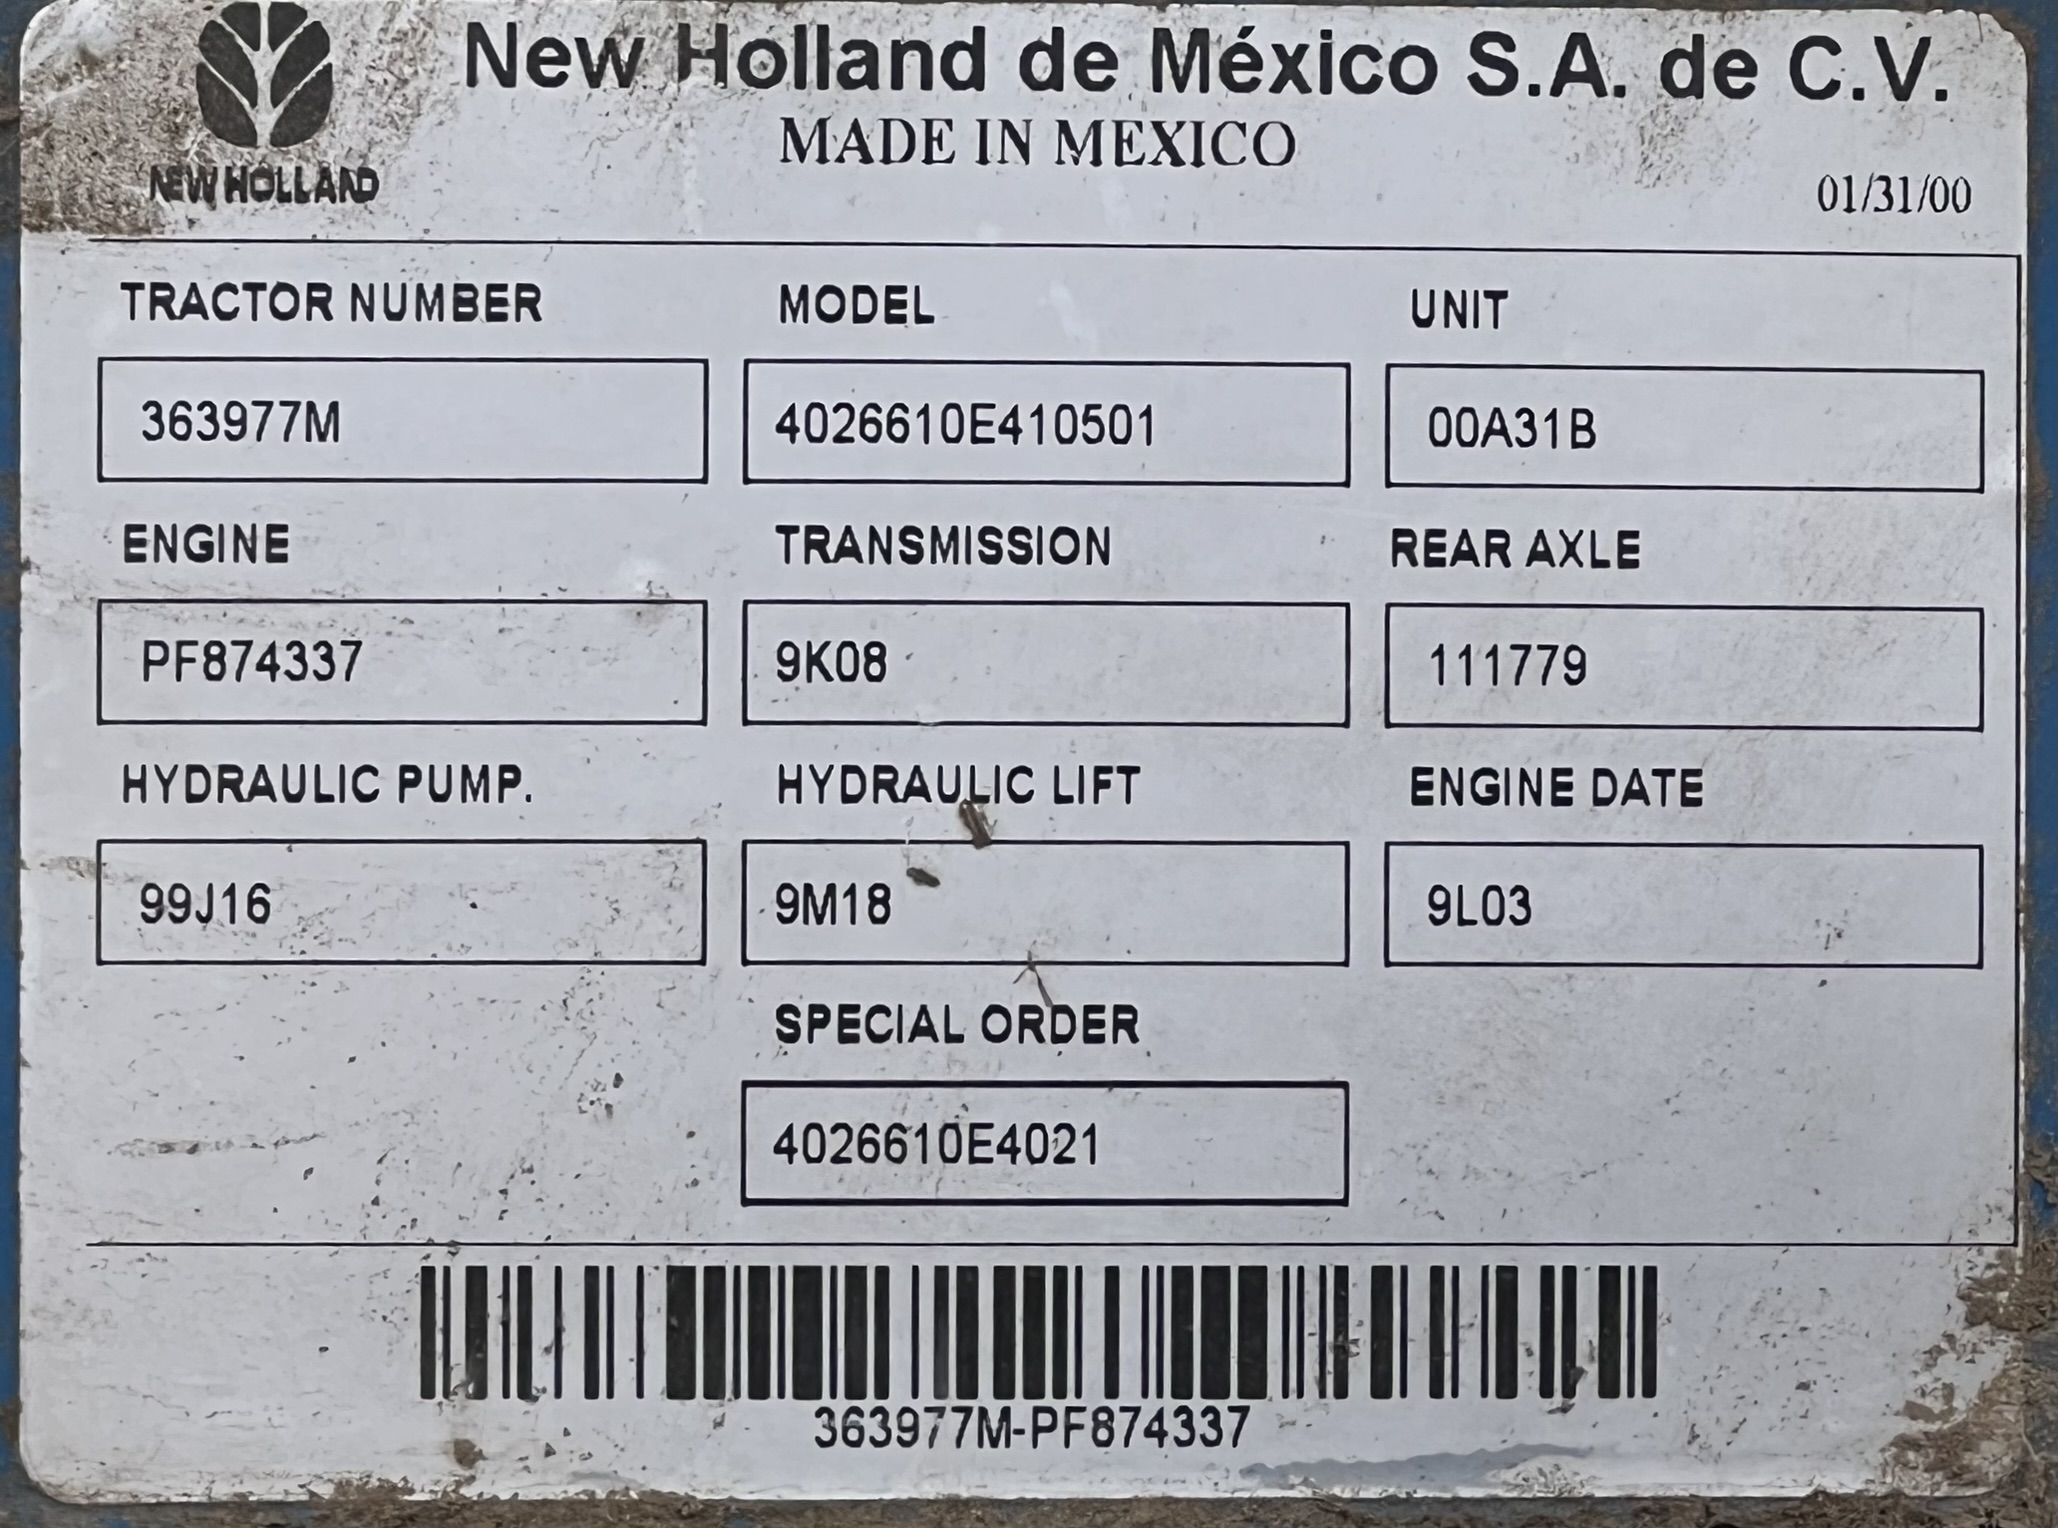 New Holland de México S.A. de C.V.
MADE IN MEXICO
NEW HOLLAND
01/31/00
TRACTOR NUMBER MODEL UNIT
363977M 4026610E410501 00A31B
ENGINE TRANSMISSION REAR AXLE
PF874337 9K08 111779
HYDRAULIC PUMP. HYDRAULIC LIFT ENGINE DATE
99J16 9M18 9L03
SPECIAL ORDER
4026610E4021
363977M-PF874337